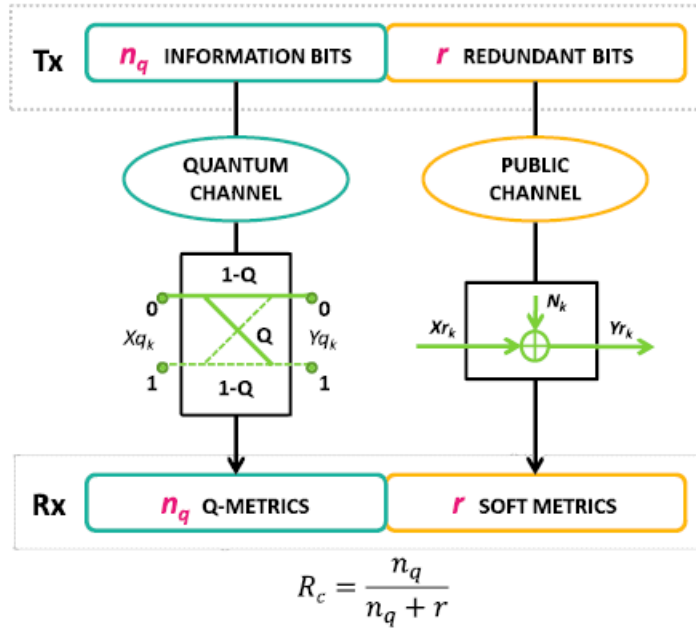 Tx n_q INFORMATION BITS r REDUNDANT BITS
QUANTUM CHANNEL
PUBLIC CHANNEL
1-Q
0 0
Xq_k Q Yq_k
1 1
1-Q
N_k
Xr_k Yr_k
Rx n_q Q-METRICS r SOFT METRICS
R_c = n_q / (n_q + r)